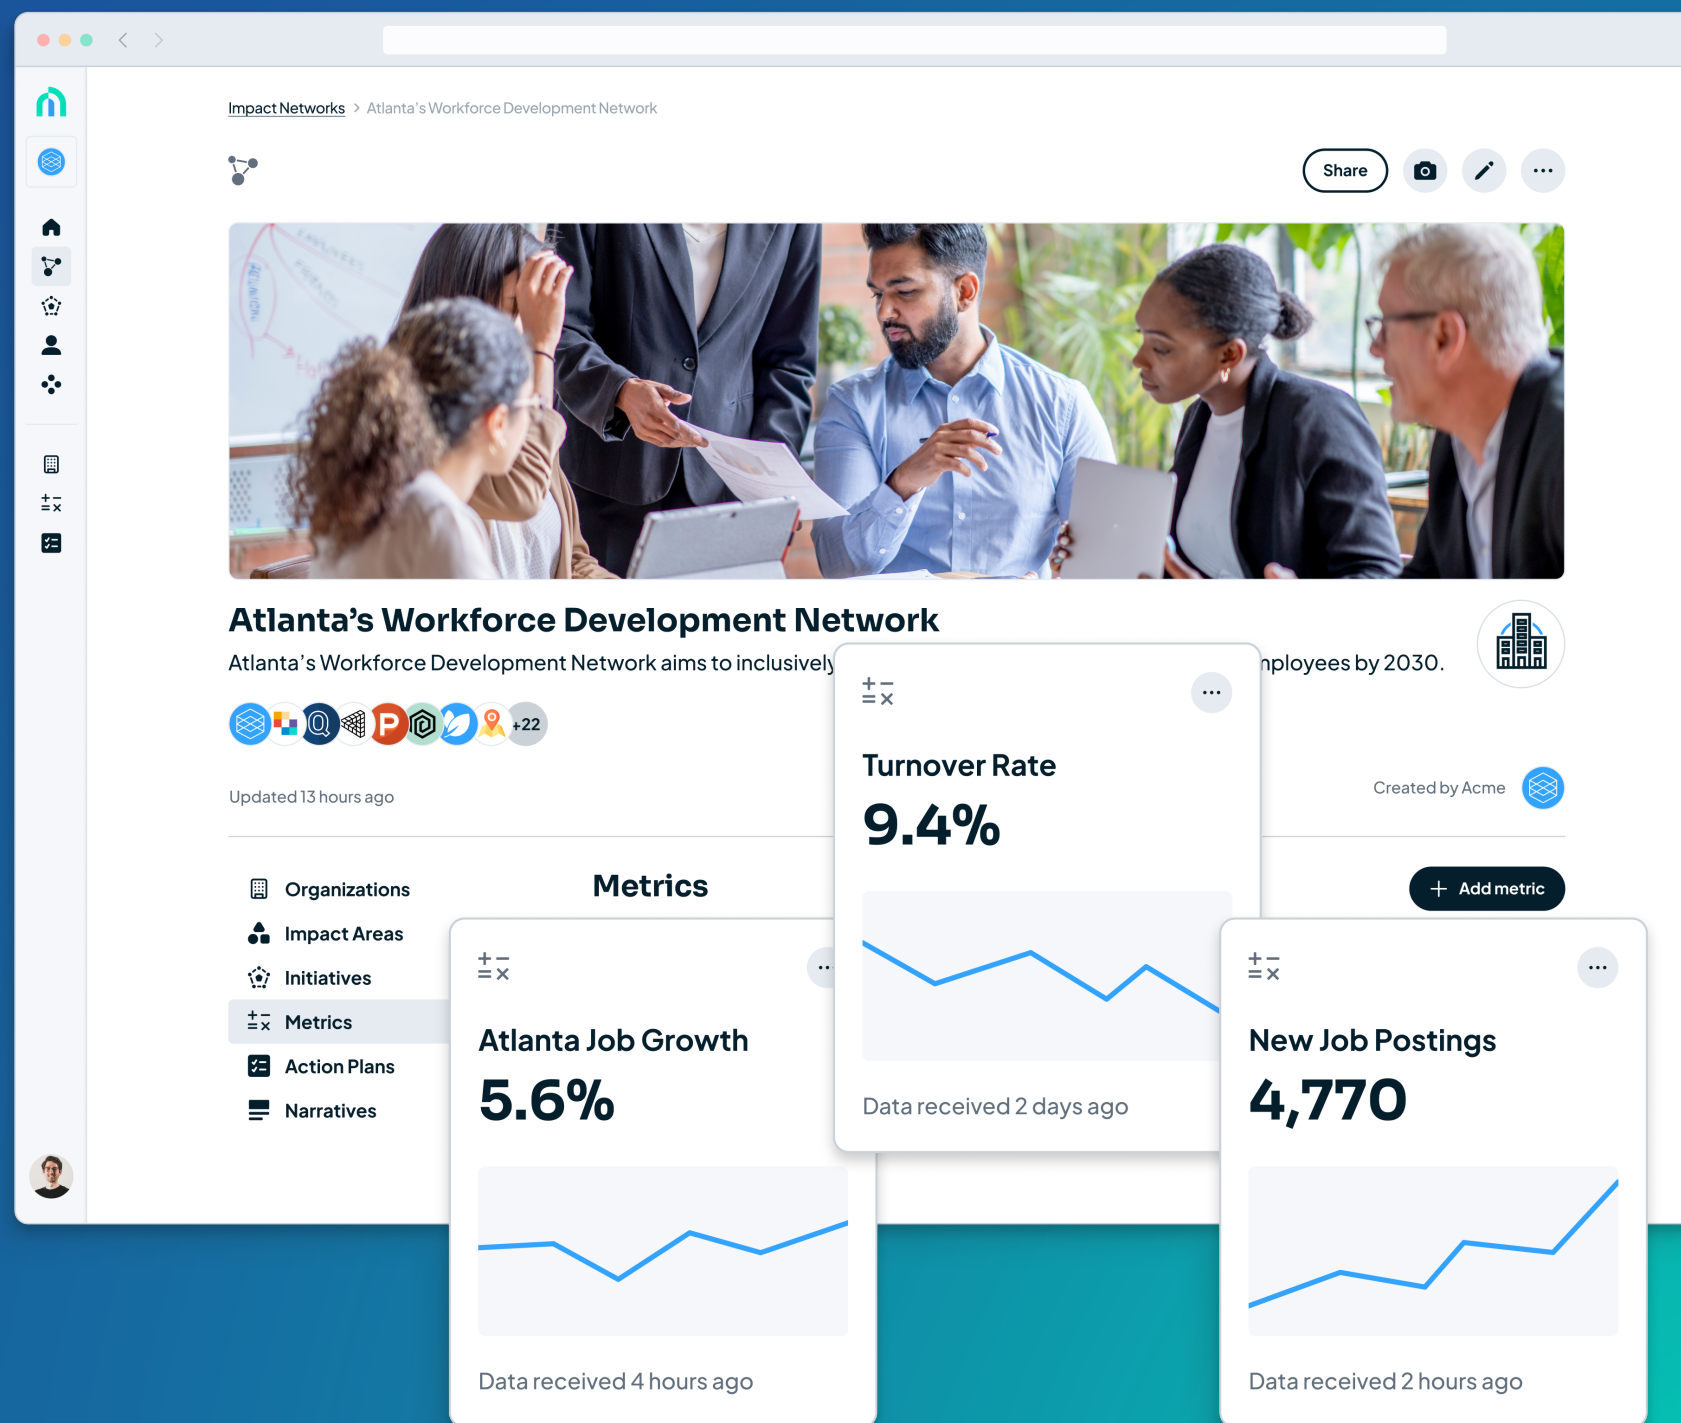 Impact Networks > Atlanta's Workforce Development Network
Share
Atlanta's Workforce Development Network
Atlanta's Workforce Development Network aims to inclusively
by 2030.
+22
Updated 13 hours ago
Created by Acme
Organizations
Impact Areas
Initiatives
Metrics
Action Plans
Narratives
Metrics
+ Add metric
Turnover Rate
9.4%
Data received 2 days ago
Atlanta Job Growth
5.6%
Data received 4 hours ago
New Job Postings
4,770
Data received 2 hours ago